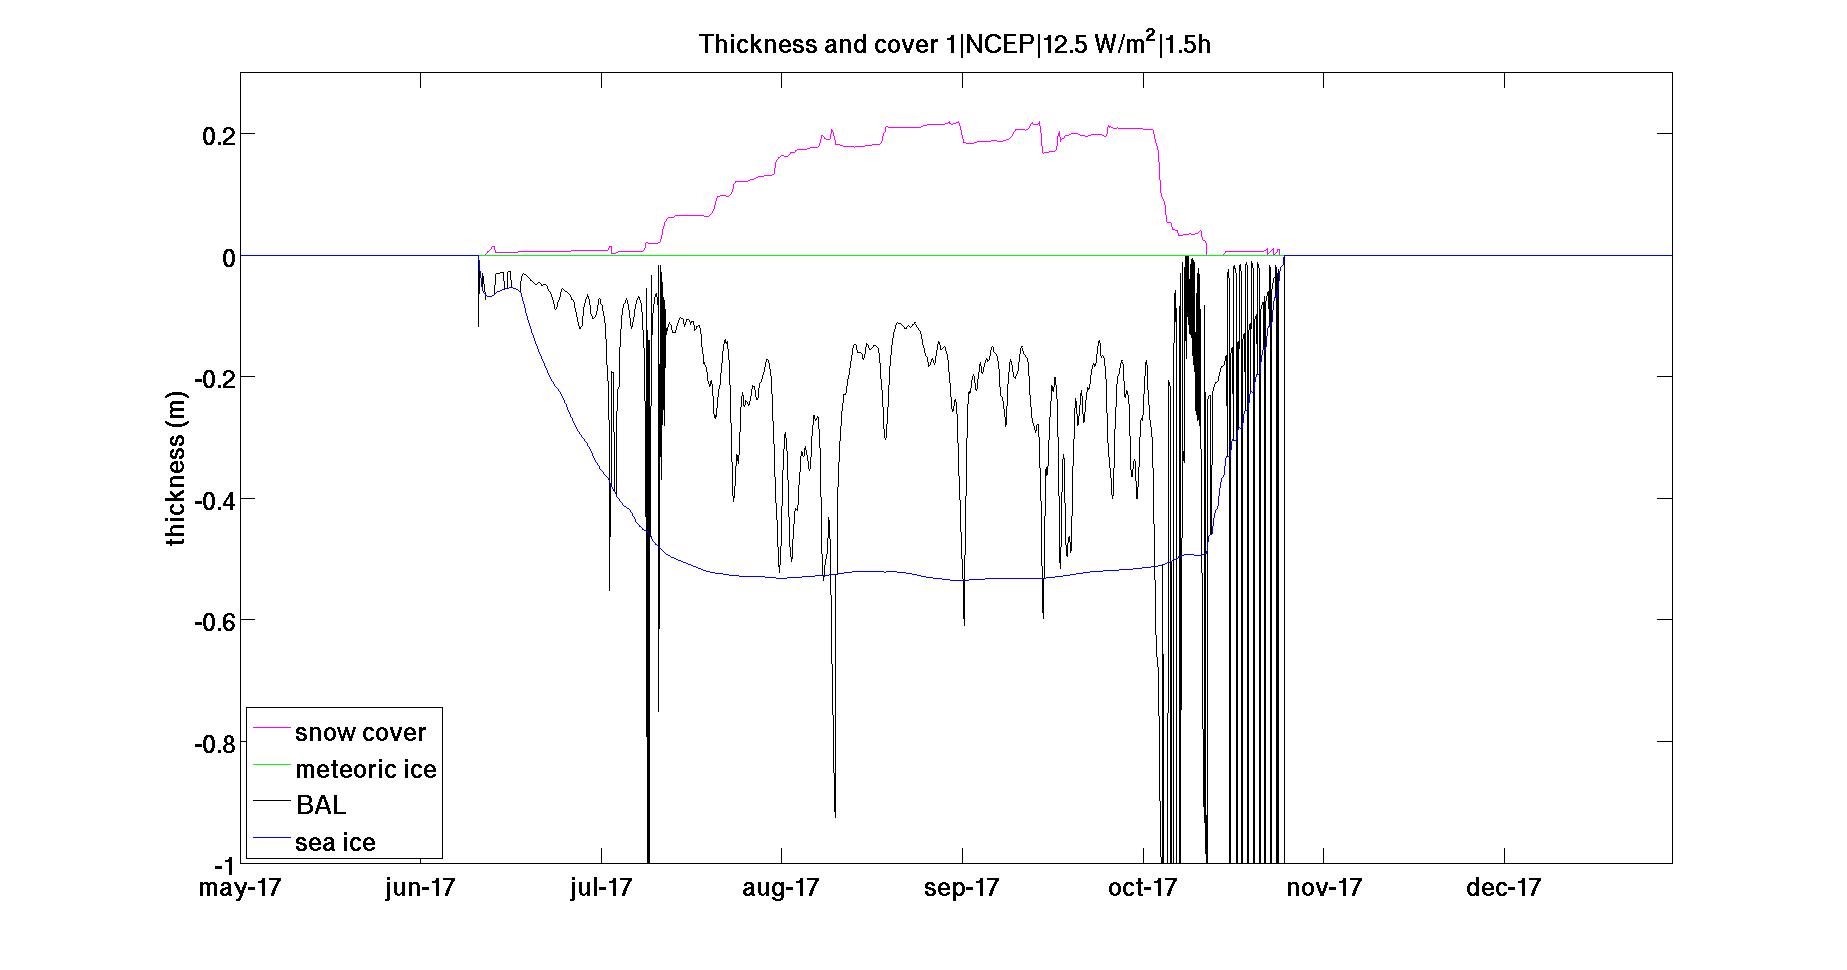 Thickness and cover 1|NCEP|12.5 W/m²|1.5h
thickness (m)
0.2
0
-0.2
-0.4
-0.6
-0.8
-1
snow cover
meteoric ice
BAL
sea ice
may-17 jun-17 jul-17 aug-17 sep-17 oct-17 nov-17 dec-17